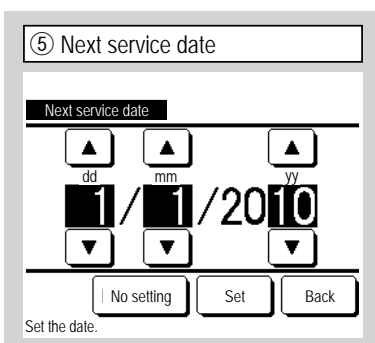 ⑤ Next service date
Next service date
▲ ▲ ▲
dd mm yy
1/ 1/2010
▼ ▼ ▼
No setting Set Back
Set the date.